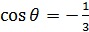 cos θ = −1/3